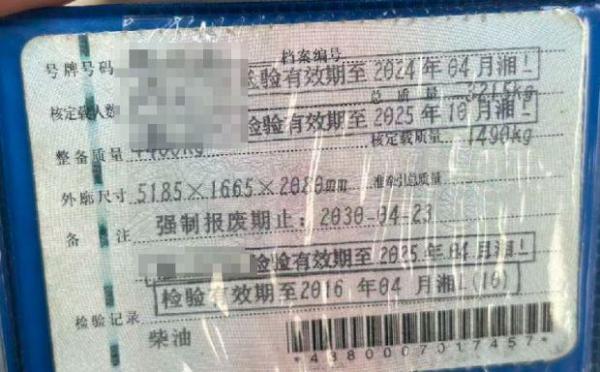 号牌号码 档案编号
检验有效期至2024年04月湘L
核定载人数 总质量 3215kg
检验有效期至2025年10月湘L
核定载质量 1490kg
整备质量
外廓尺寸 5185×1665×2080mm 准牵引总质量
备注 强制报废期止：2030-04-23
检验有效期至2025年04月湘L
检验有效期至2016年04月湘L(10)
检验记录
柴油
*4380007017457*